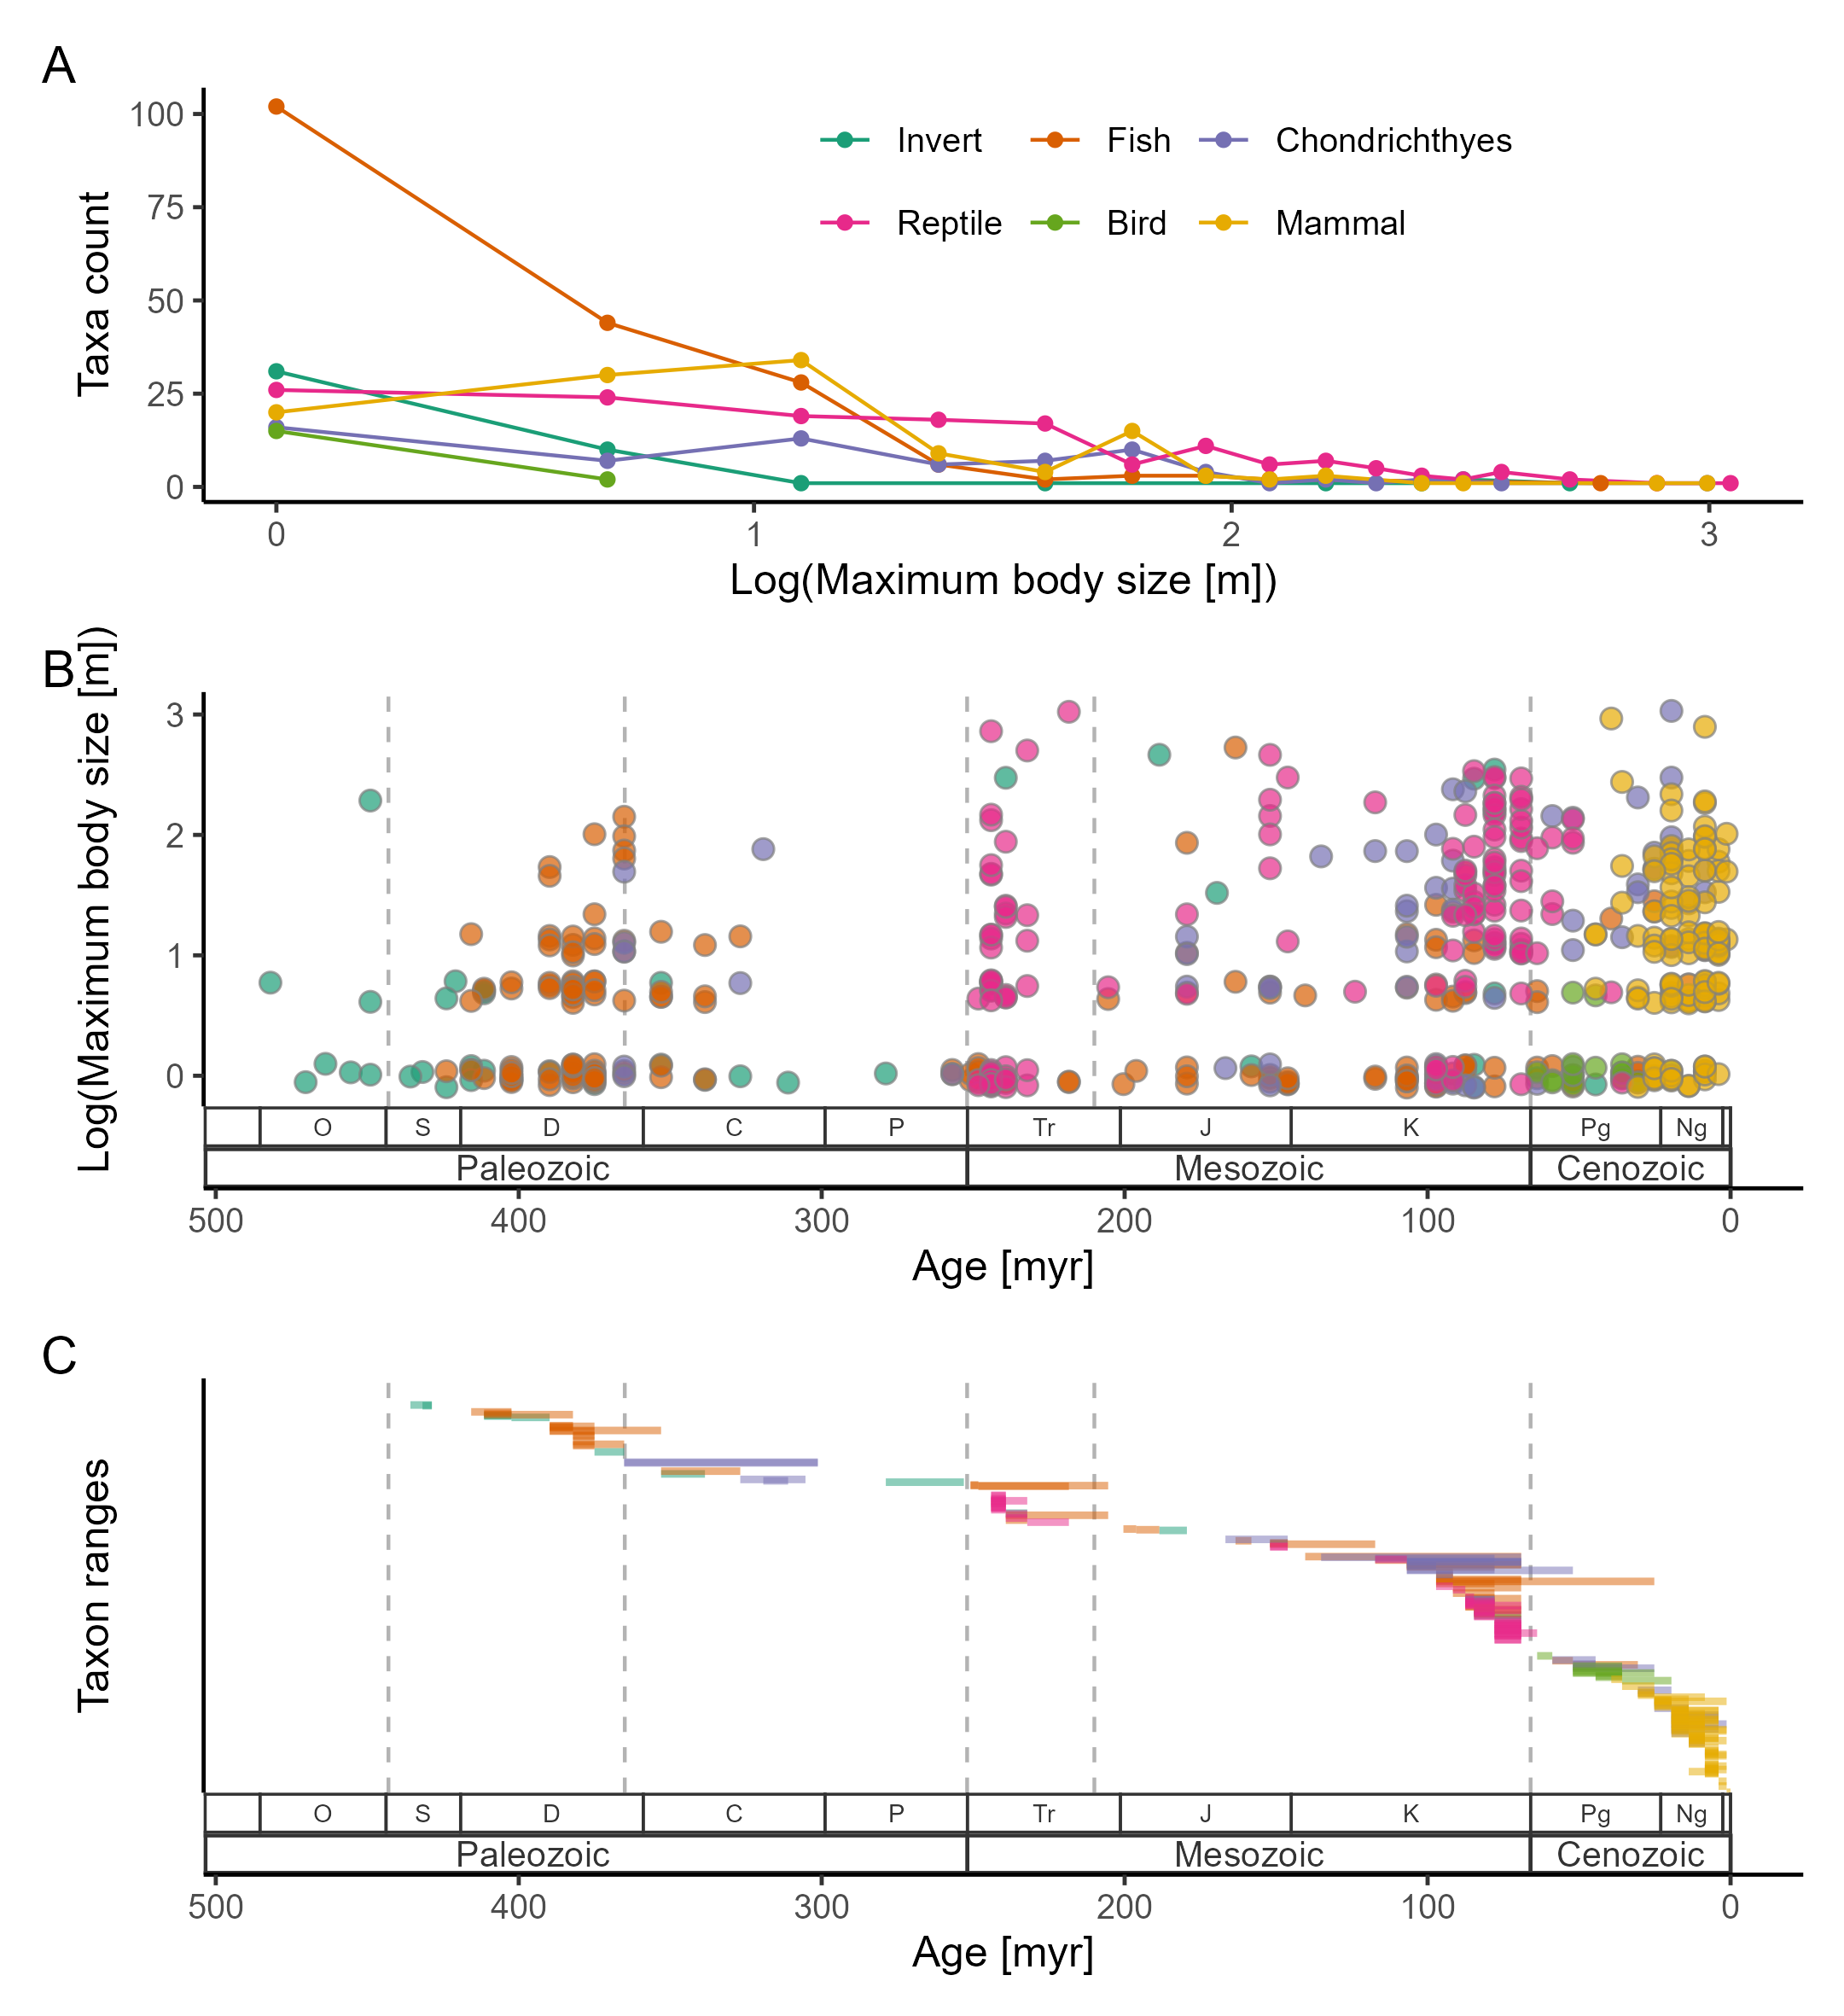 A
100
75
50
25
0
Taxa count
Invert Fish Chondrichthyes
Reptile Bird Mammal
0 1 2 3
Log(Maximum body size [m])
B
3
2
1
0
Log(Maximum body size [m])
O S D C P Tr J K Pg Ng
Paleozoic Mesozoic Cenozoic
500 400 300 200 100 0
Age [myr]
C
Taxon ranges
O S D C P Tr J K Pg Ng
Paleozoic Mesozoic Cenozoic
500 400 300 200 100 0
Age [myr]